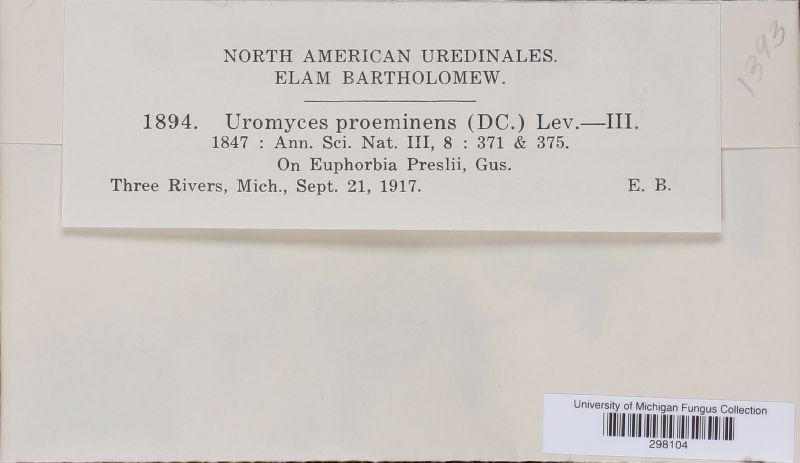 NORTH AMERICAN UREDINALES.
ELAM BARTHOLOMEW.
1894. Uromyces proeminens (DC.) Lev.—III.
1847 : Ann. Sci. Nat. III, 8 : 371 & 375.
On Euphorbia Preslii, Gus.
Three Rivers, Mich., Sept. 21, 1917. E. B.
1393
University of Michigan Fungus Collection
298104